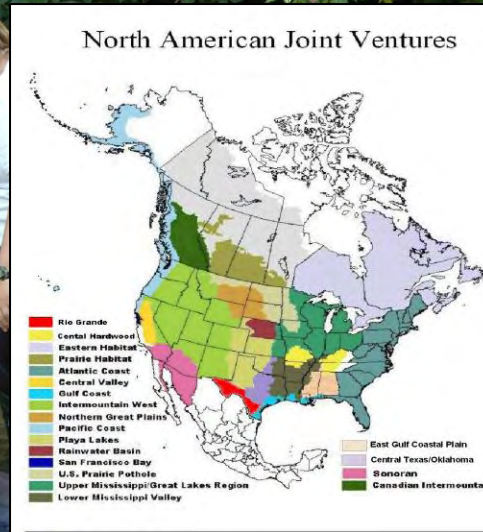 North American Joint Ventures
Rio Grande
Cental Hardwood
Eastern Habitat
Prairie Habitat
Atlantic Coast
Central Valley
Gulf Coast
Intermountain West
Northern Great Plains
Pacific Coast
Playa Lakes
Rainwater Basin
San Francisco Bay
U.S. Prairie Pothole
Upper Mississippi/Great Lakes Region
Lower Mississippi Valley
East Gulf Coastal Plain
Central Texas/Oklahoma
Sonoran
Canadian Intermounta